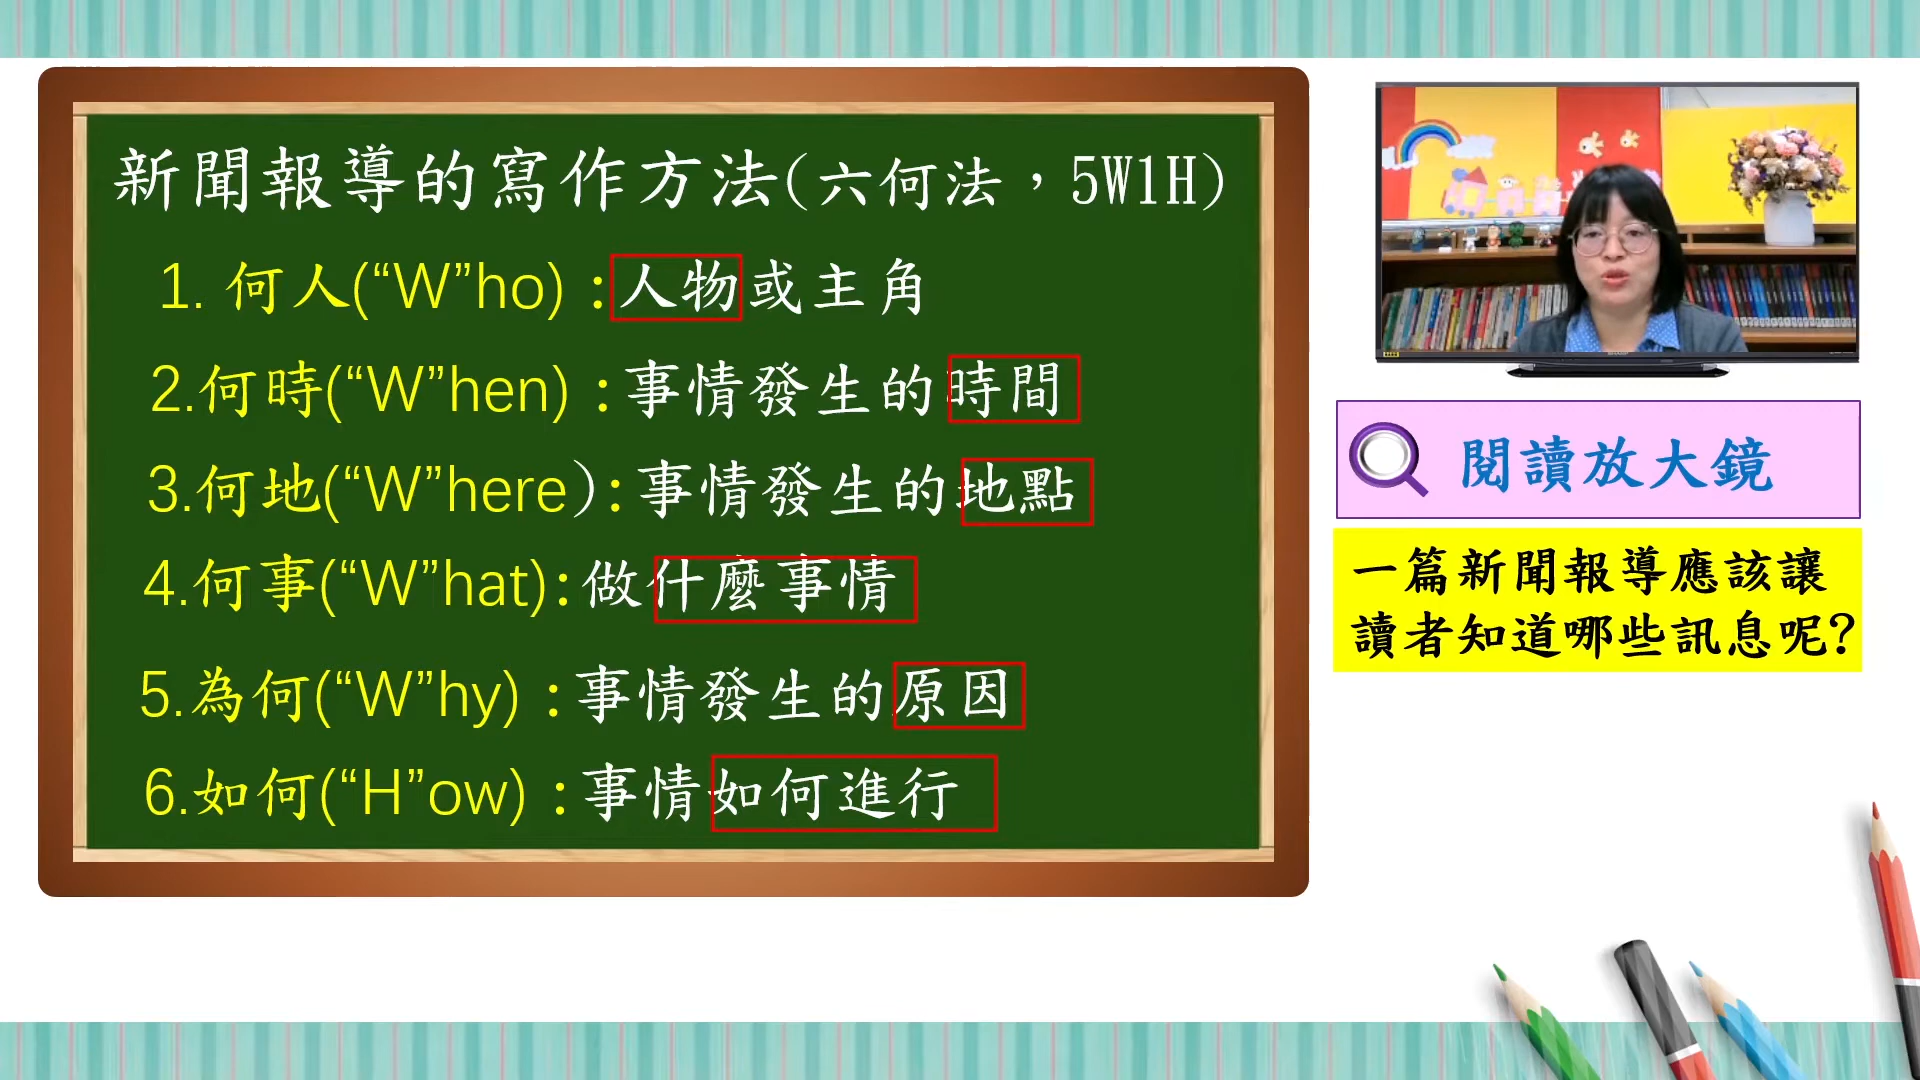 新聞報導的寫作方法(六何法，5W1H)
1. 何人(“W”ho) :人物或主角
2.何時(“W”hen) :事情發生的時間
3.何地(“W”here):事情發生的地點
4.何事(“W”hat):做什麼事情
5.為何(“W”hy) :事情發生的原因
6.如何(“H”ow) :事情如何進行
閱讀放大鏡
一篇新聞報導應該讓
讀者知道哪些訊息呢?